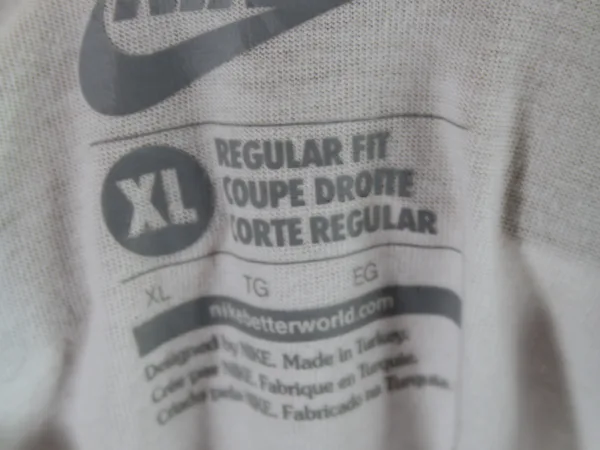 NIKE
XL
REGULAR FIT
COUPE DROITE
CORTE REGULAR
XL TG EG
nikebetterworld.com
Designed by NIKE. Made in Turkey.
Créé par NIKE. Fabriqué en Turquie.
Criado pela NIKE. Fabricado na Turquia.